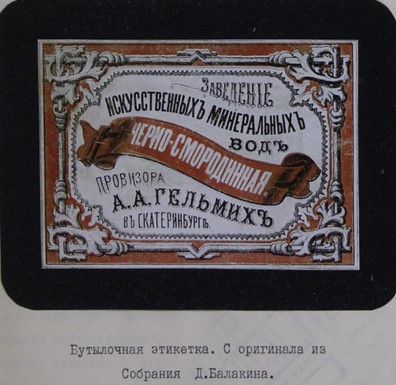 Заведеніе
искусственныхъ минеральныхъ
водъ
Черно-смородинная
провизора
А.А.Гельмихъ
въ Екатеринбургѣ.
Бутылочная этикетка. С оригинала из
Собрания Д.Балакина.